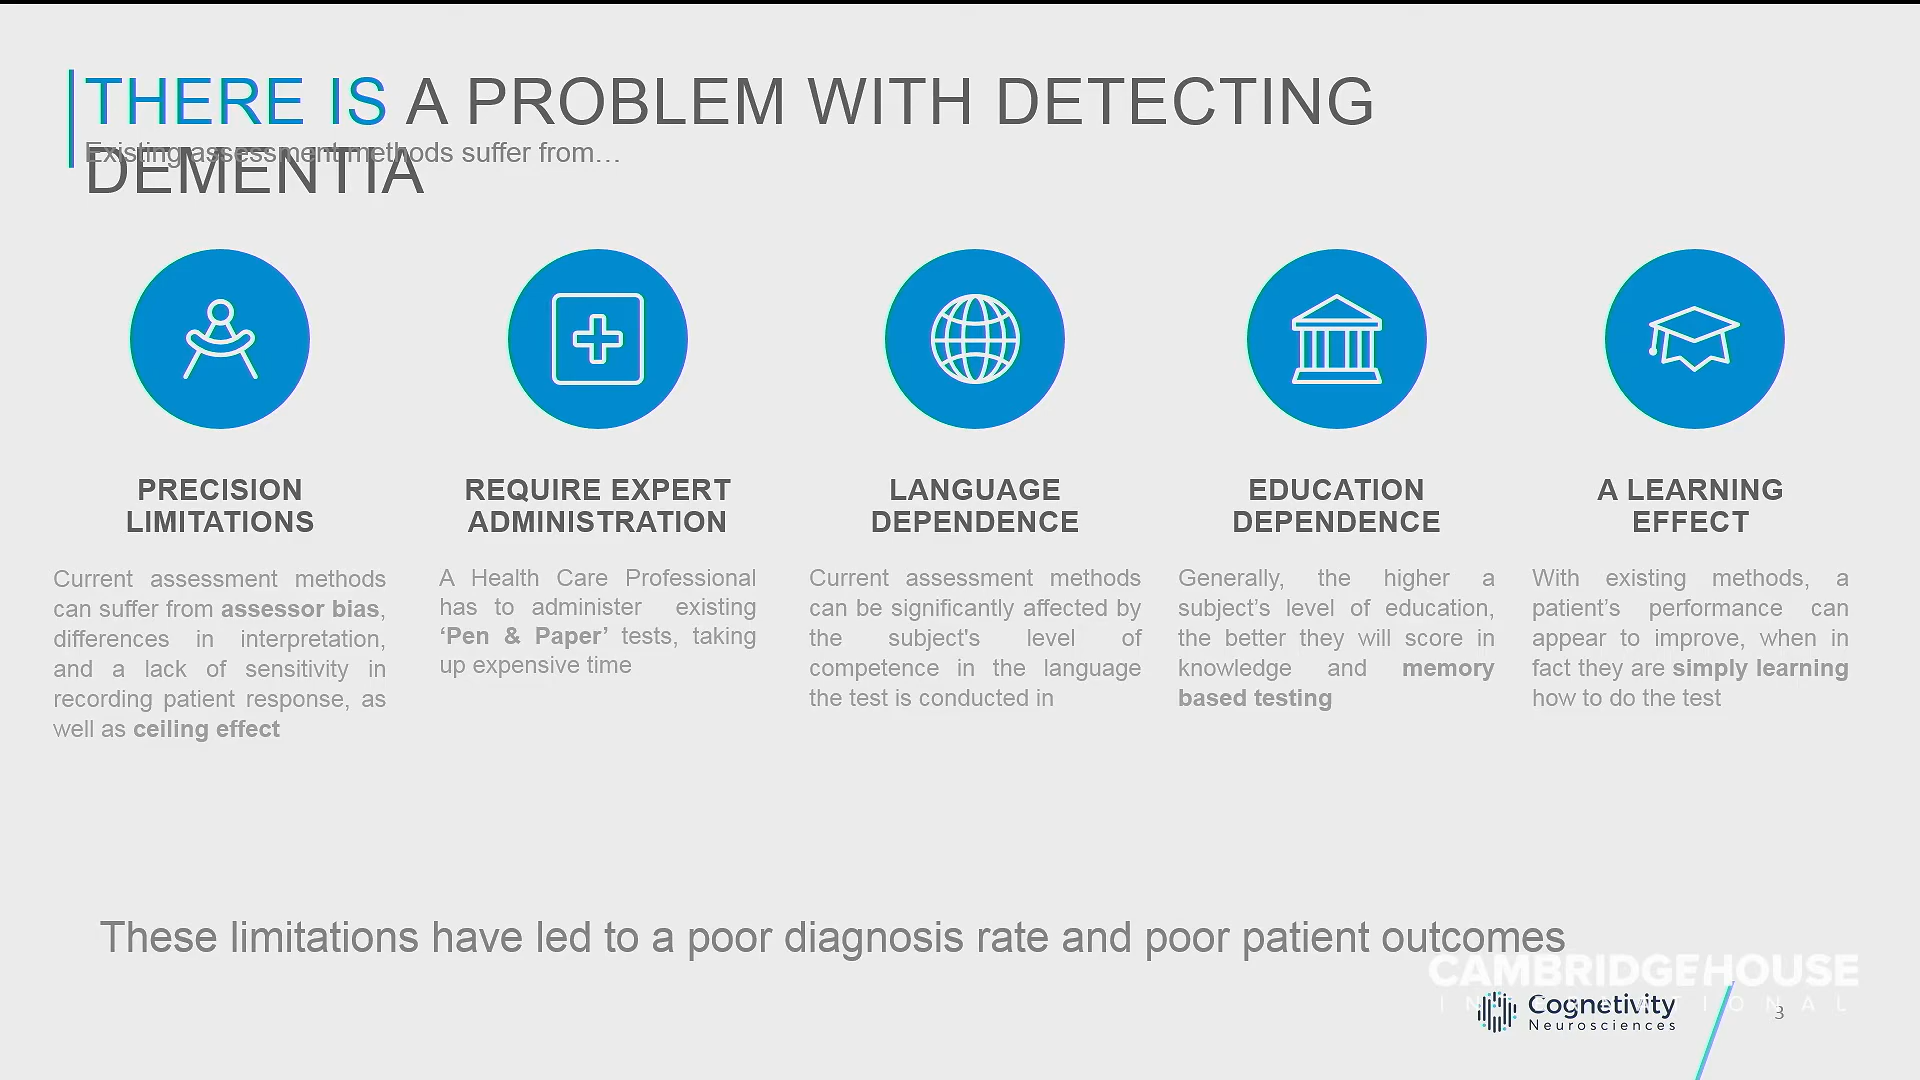 THERE IS A PROBLEM WITH DETECTING
DEMENTIA
Existing assessment methods suffer from…
PRECISION
LIMITATIONS
Current assessment methods
can suffer from assessor bias,
differences in interpretation,
and a lack of sensitivity in
recording patient response, as
well as ceiling effect
REQUIRE EXPERT
ADMINISTRATION
A Health Care Professional
has to administer existing
‘Pen & Paper’ tests, taking
up expensive time
LANGUAGE
DEPENDENCE
Current assessment methods
can be significantly affected by
the subject's level of
competence in the language
the test is conducted in
EDUCATION
DEPENDENCE
Generally, the higher a
subject’s level of education,
the better they will score in
knowledge and memory
based testing
A LEARNING
EFFECT
With existing methods, a
patient’s performance can
appear to improve, when in
fact they are simply learning
how to do the test
These limitations have led to a poor diagnosis rate and poor patient outcomes
CAMBRIDGEHOUSE
INTERNATIONAL
Cognetivity
Neurosciences
3